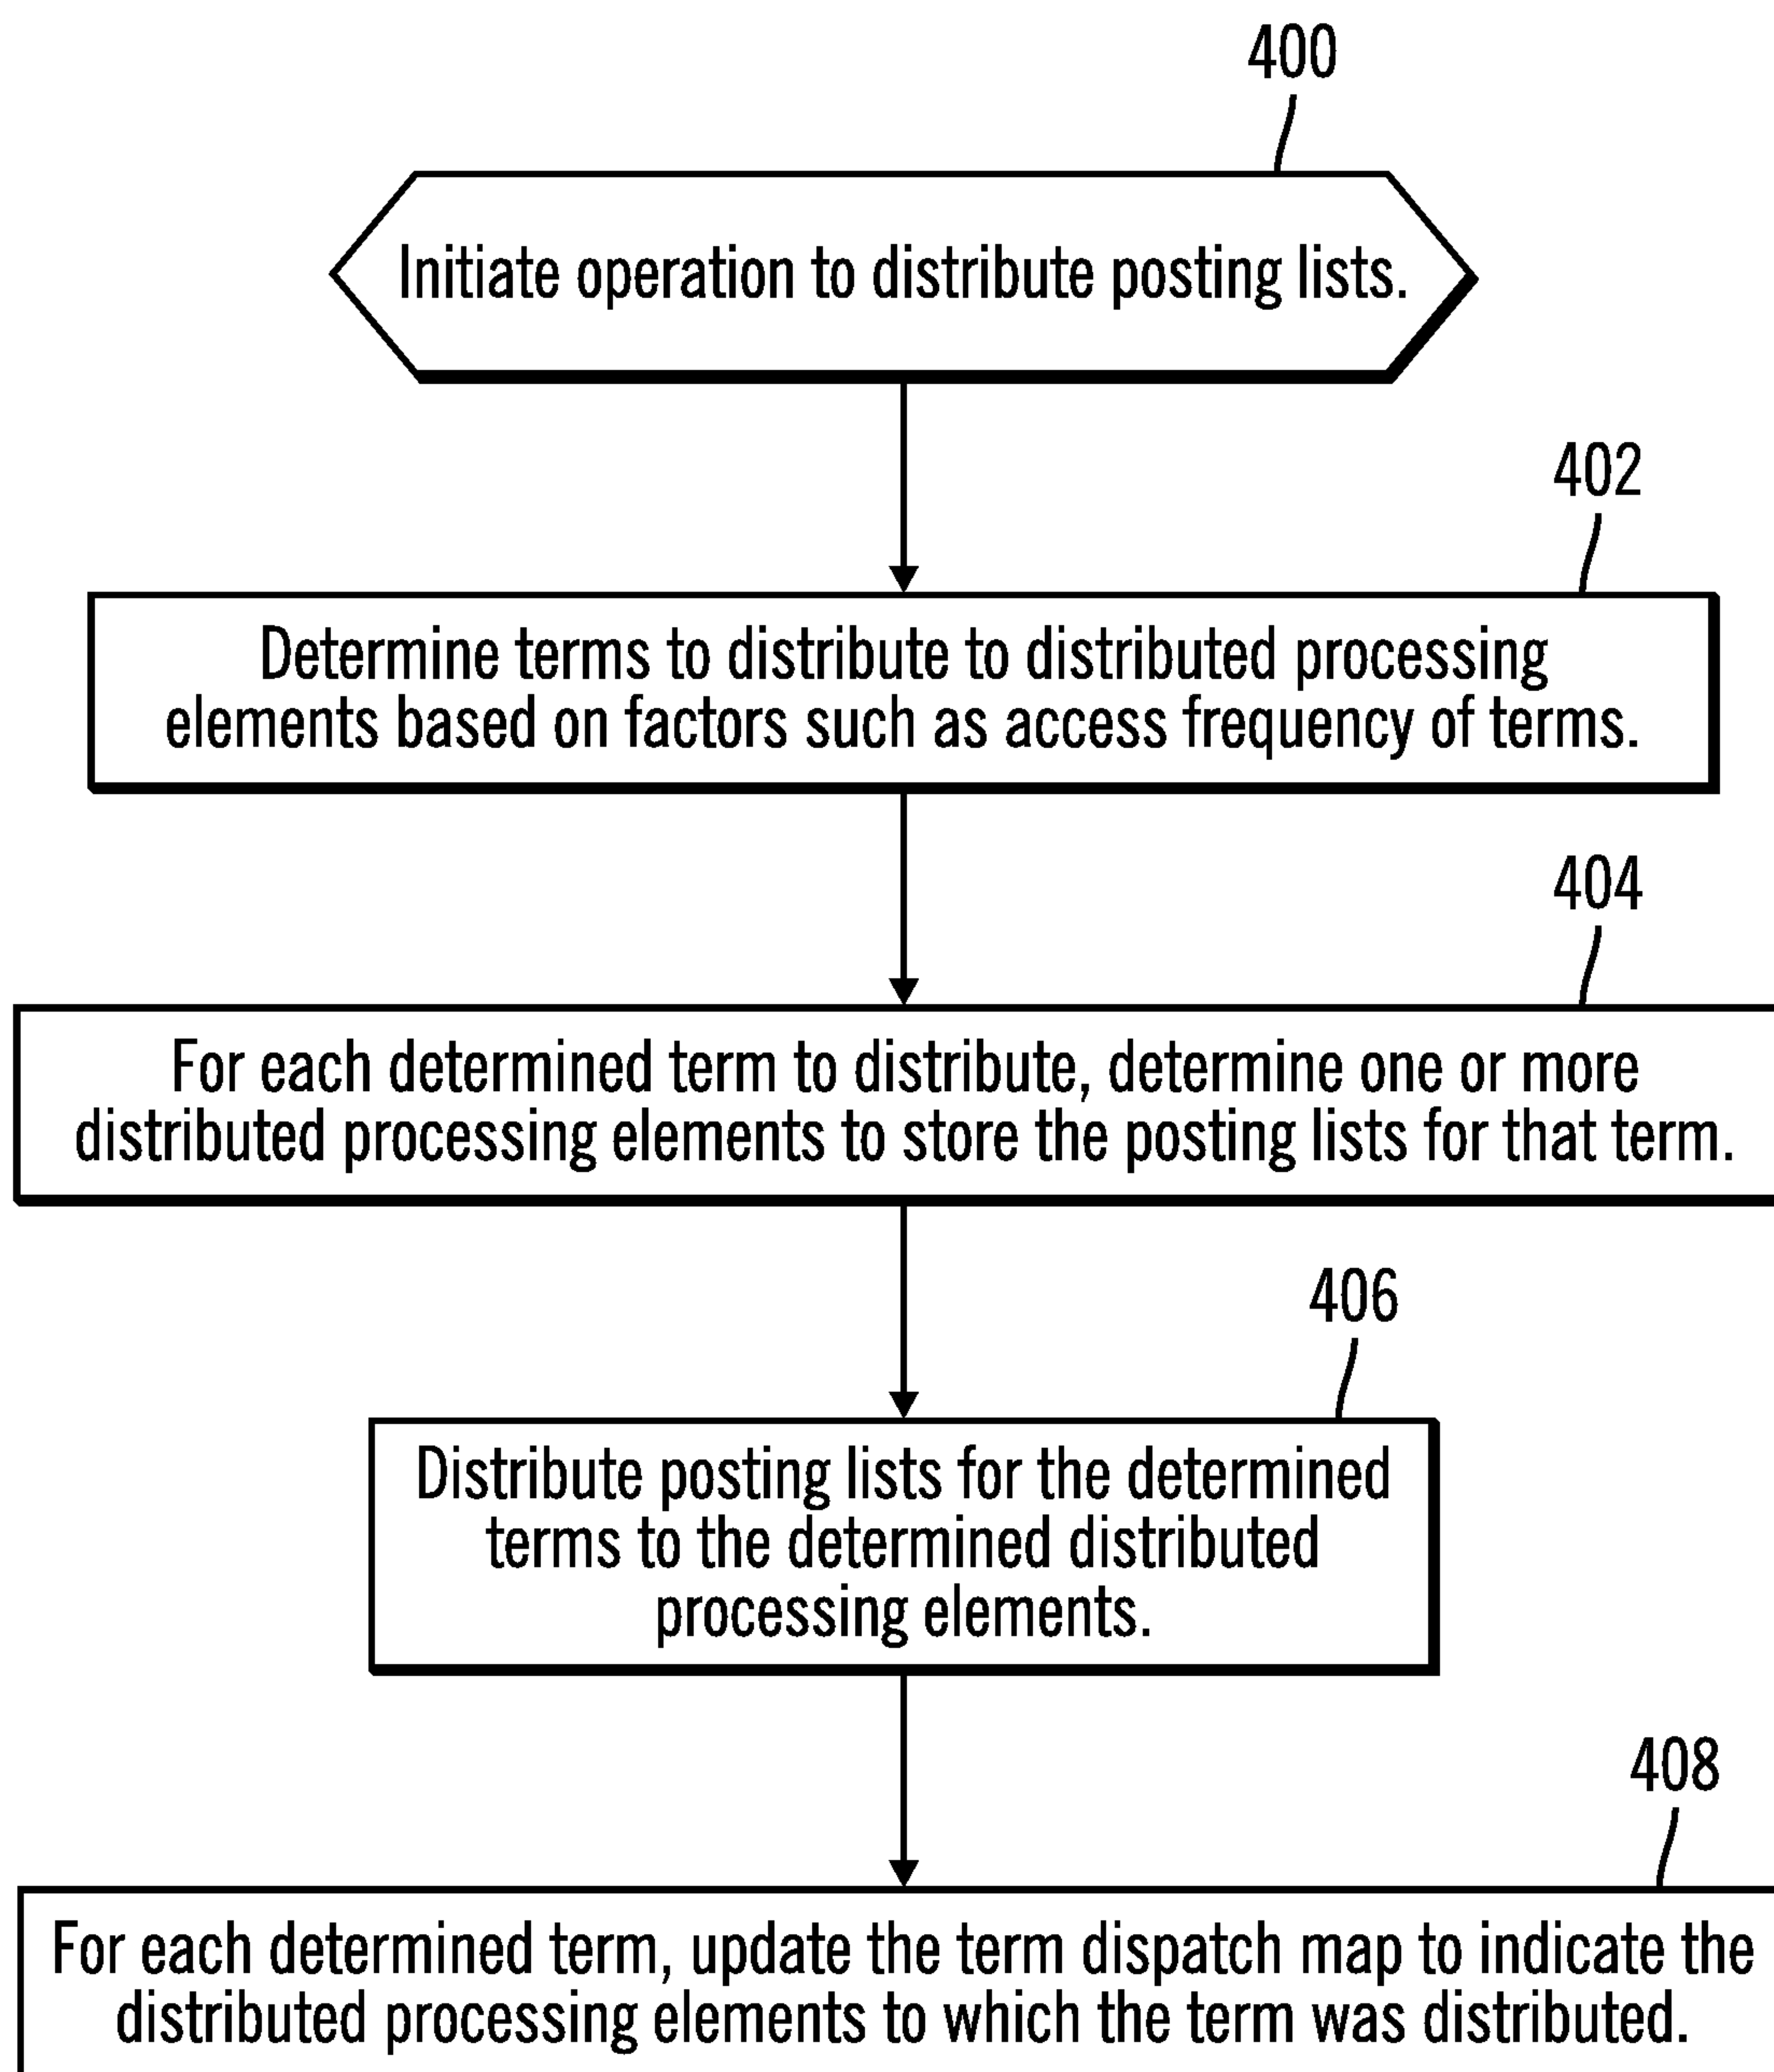 400
Initiate operation to distribute posting lists.
402
Determine terms to distribute to distributed processing
elements based on factors such as access frequency of terms.
404
For each determined term to distribute, determine one or more
distributed processing elements to store the posting lists for that term.
406
Distribute posting lists for the determined
terms to the determined distributed
processing elements.
408
For each determined term, update the term dispatch map to indicate the
distributed processing elements to which the term was distributed.